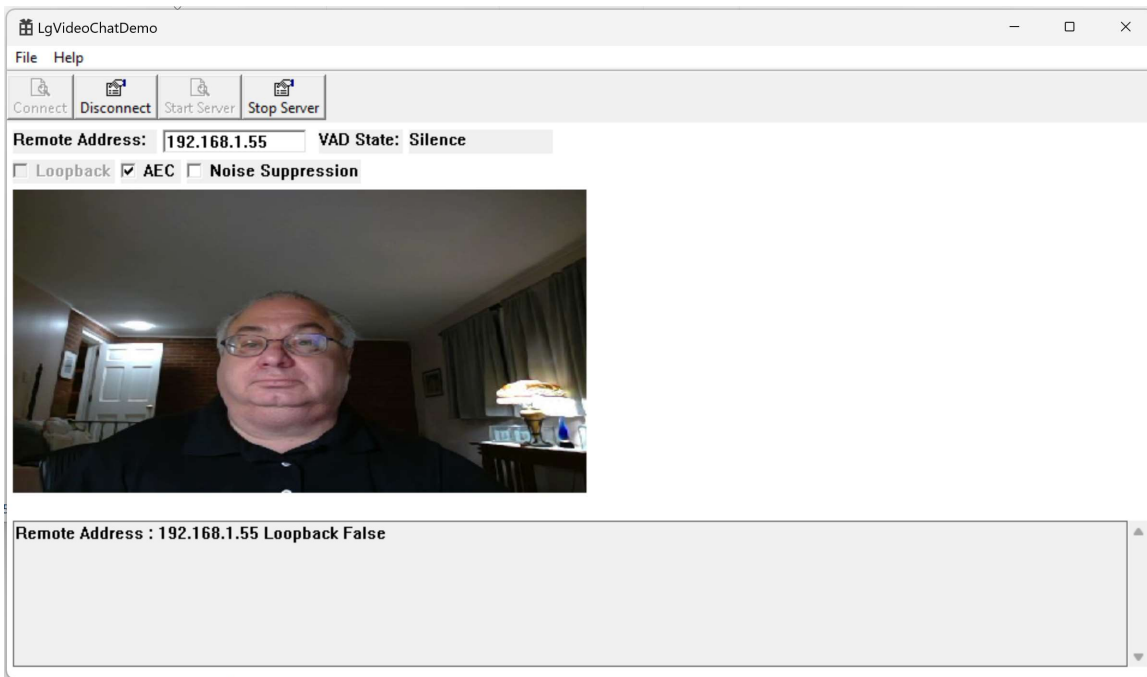 LgVideoChatDemo
File Help
Connect Disconnect Start Server Stop Server
Remote Address: 192.168.1.55 VAD State: Silence
Loopback AEC Noise Suppression
Remote Address : 192.168.1.55 Loopback False